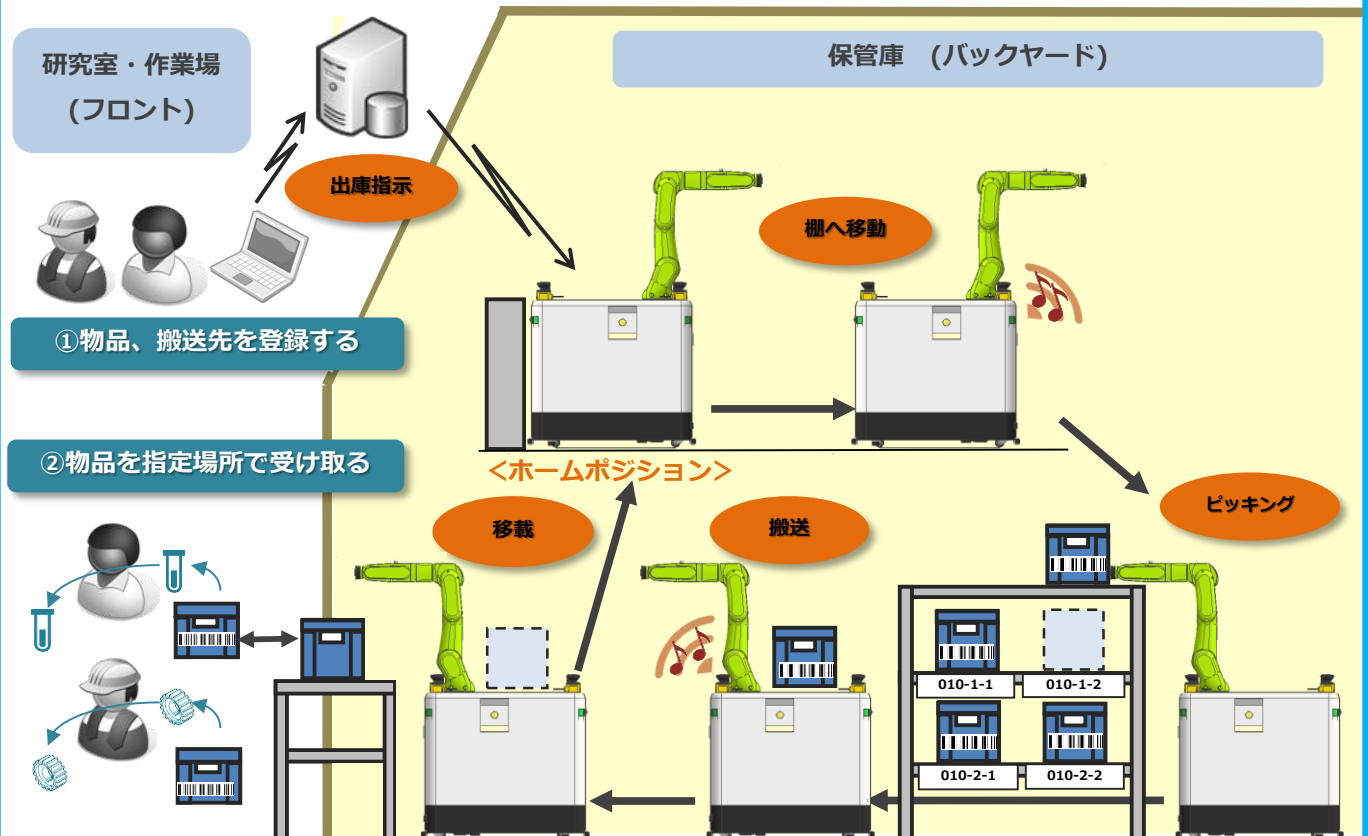 研究室・作業場
(フロント)
保管庫　(バックヤード)
出庫指示
棚へ移動
①物品、搬送先を登録する
②物品を指定場所で受け取る
＜ホームポジション＞
ピッキング
移載
搬送
010-1-1
010-1-2
010-2-1
010-2-2